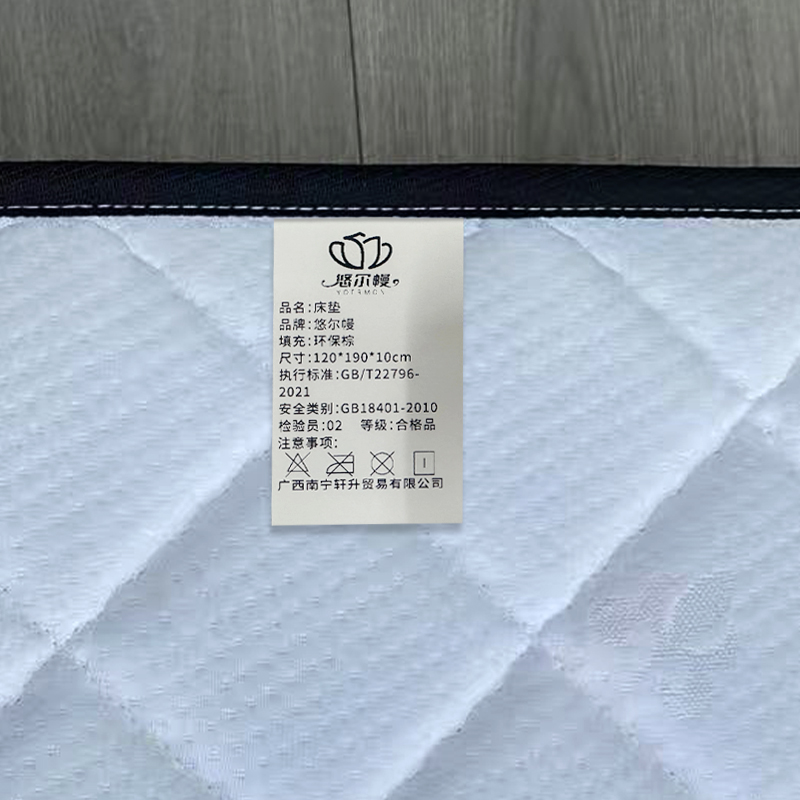 悠尔幔
YOERMON
品名:床垫
品牌:悠尔幔
填充:环保棕
尺寸:120*190*10cm
执行标准:GB/T22796-
2021
安全类别:GB18401-2010
检验员:02 等级:合格品
注意事项:
广西南宁轩升贸易有限公司